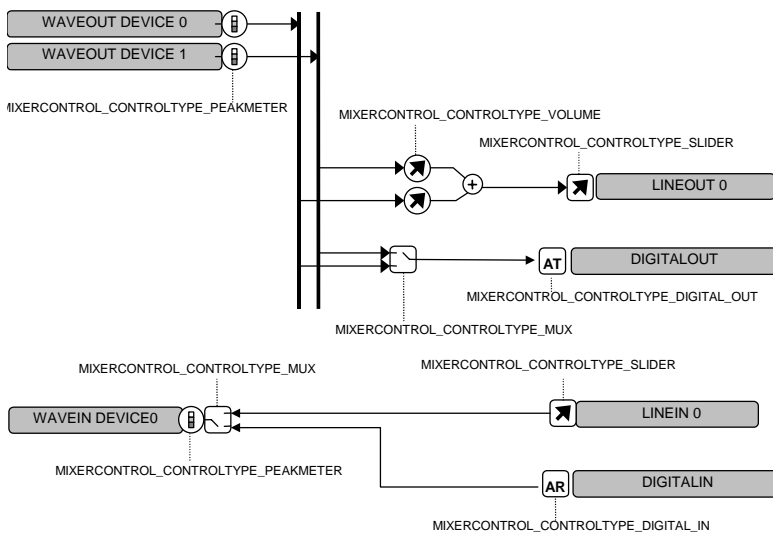 WAVEOUT DEVICE 0
WAVEOUT DEVICE 1
MIXERCONTROL_CONTROLTYPE_PEAKMETER
MIXERCONTROL_CONTROLTYPE_VOLUME
MIXERCONTROL_CONTROLTYPE_SLIDER
+
LINEOUT 0
AT
DIGITALOUT
MIXERCONTROL_CONTROLTYPE_DIGITAL_OUT
MIXERCONTROL_CONTROLTYPE_MUX
MIXERCONTROL_CONTROLTYPE_MUX
MIXERCONTROL_CONTROLTYPE_SLIDER
WAVEIN DEVICE0
LINEIN 0
MIXERCONTROL_CONTROLTYPE_PEAKMETER
AR
DIGITALIN
MIXERCONTROL_CONTROLTYPE_DIGITAL_IN